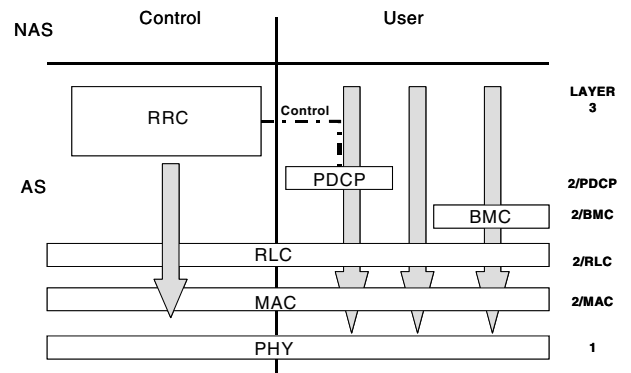 Control
User
NAS
LAYER
3
RRC
Control
AS
PDCP
2/PDCP
BMC
2/BMC
RLC
2/RLC
MAC
2/MAC
PHY
1